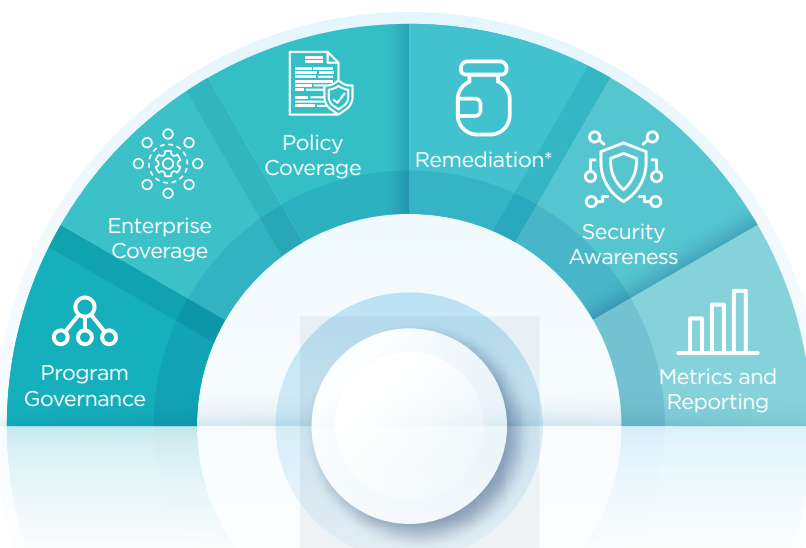 Program
Governance
Enterprise
Coverage
Policy
Coverage
Remediation*
Security
Awareness
Metrics and
Reporting